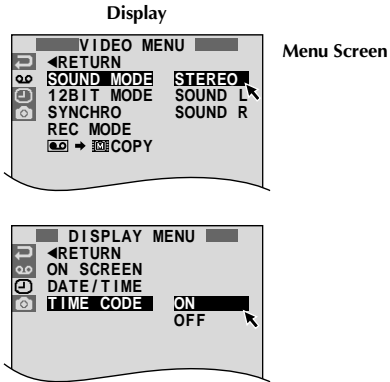 Display
Menu Screen
VIDEO MENU
◀RETURN
SOUND MODE STEREO
12BIT MODE SOUND L
SYNCHRO SOUND R
REC MODE
➡ COPY
DISPLAY MENU
◀RETURN
ON SCREEN
DATE/TIME
TIME CODE ON
OFF